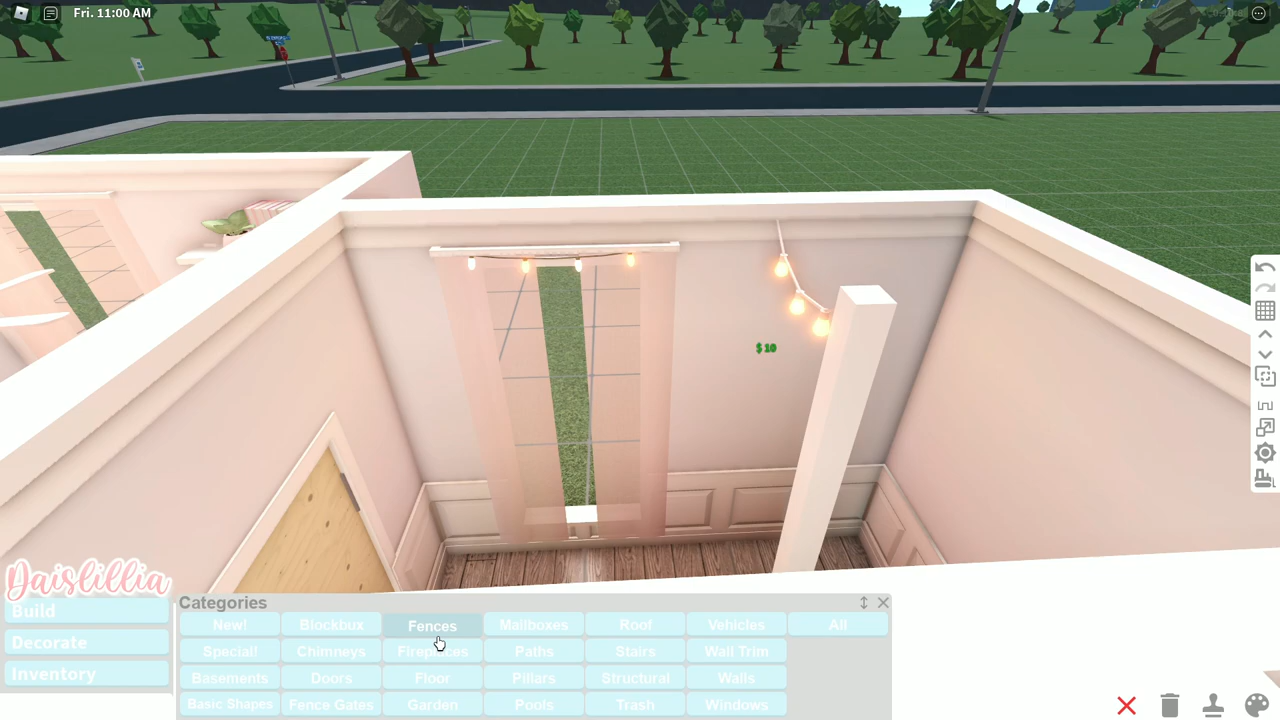 Fri. 11:00 AM
$10
Daislillia
Build
Decorate
Inventory
Categories
New! Blockbux Fences Mailboxes Roof Vehicles All
Special! Chimneys Fireplaces Paths Stairs Wall Trim
Basements Doors Floor Pillars Structural Walls
Basic Shapes Fence Gates Garden Pools Trash Windows